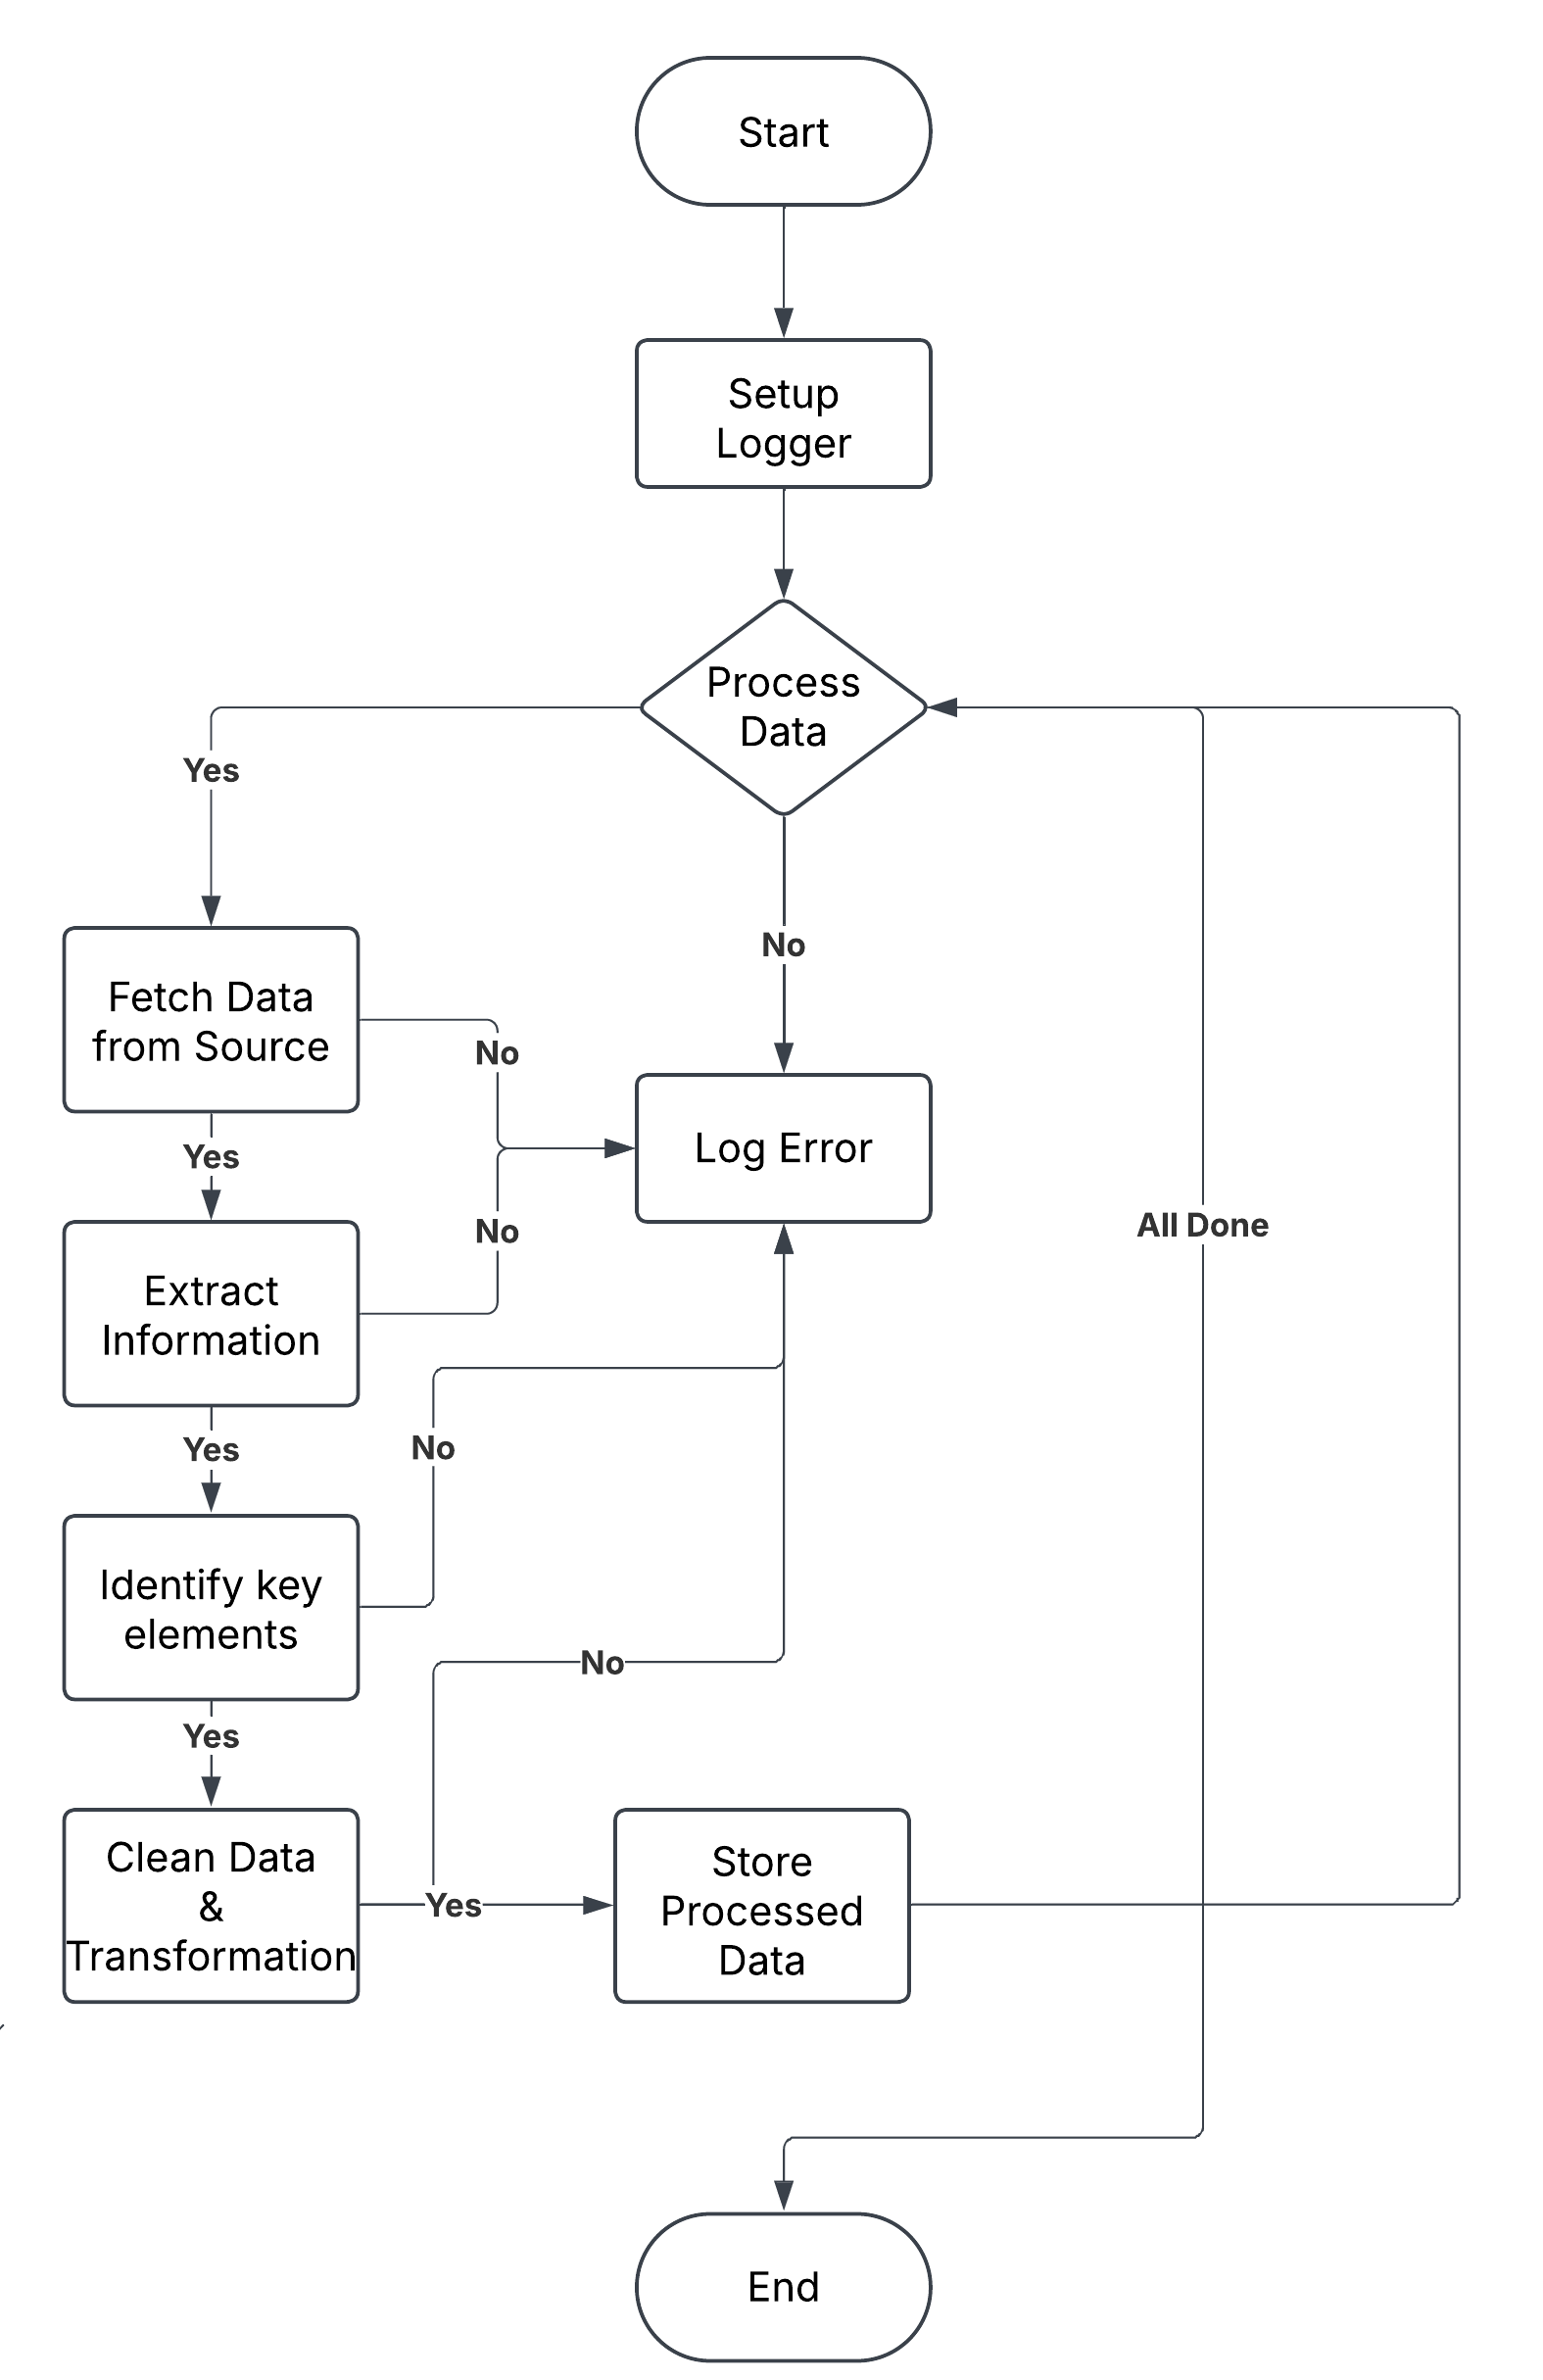 Start
Setup
Logger
Process
Data
Yes
No
Fetch Data
from Source
No
Log Error
Yes
All Done
No
Extract
Information
Yes
No
Identify key
elements
No
Yes
Clean Data
&
Transformation
Yes
Store
Processed
Data
End